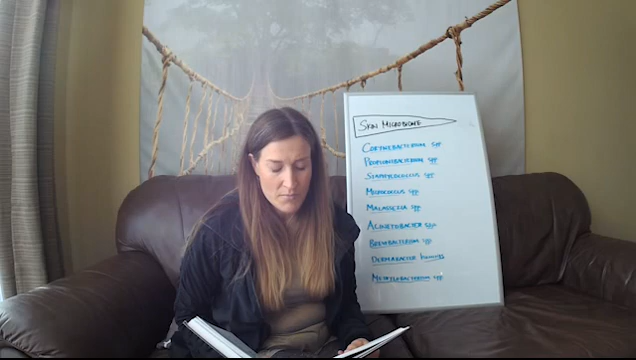 SKIN MICROBIOME
CORYNEBACTERIUM spp
PROPIONIBACTERIUM spp
STAPHYLOCOCCUS spp
MICROCOCCUS spp
MALASSEZIA spp
ACINETOBACTER spp
BREVIBACTERIUM spp
DERMABACTER hominis
METHYLOBACTERIUM spp